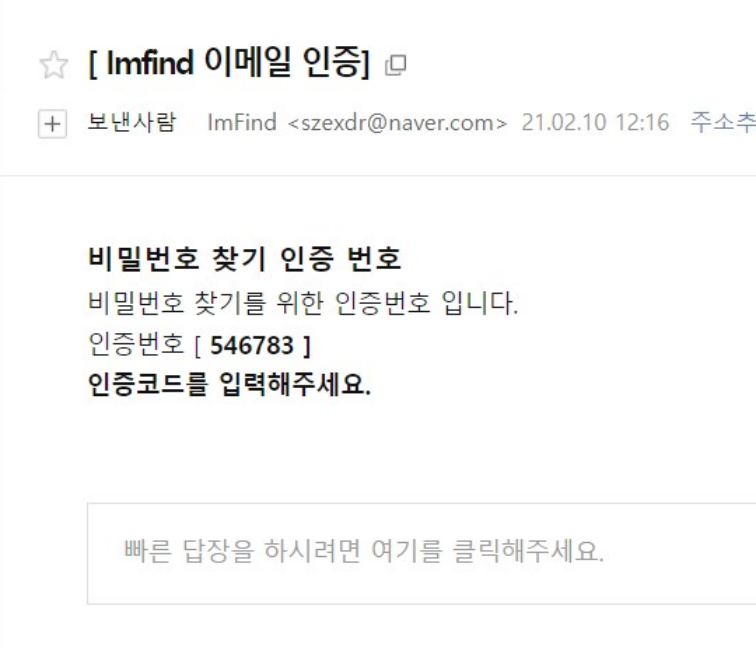 [ Imfind 이메일 인증]
보낸사람 ImFind <szexdr@naver.com> 21.02.10 12:16 주소추
비밀번호 찾기 인증 번호
비밀번호 찾기를 위한 인증번호 입니다.
인증번호 [ 546783 ]
인증코드를 입력해주세요.
빠른 답장을 하시려면 여기를 클릭해주세요.